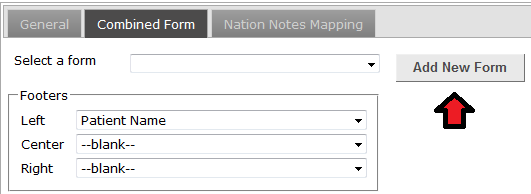 General Combined Form Nation Notes Mapping
Select a form Add New Form
Footers
Left Patient Name
Center --blank--
Right --blank--